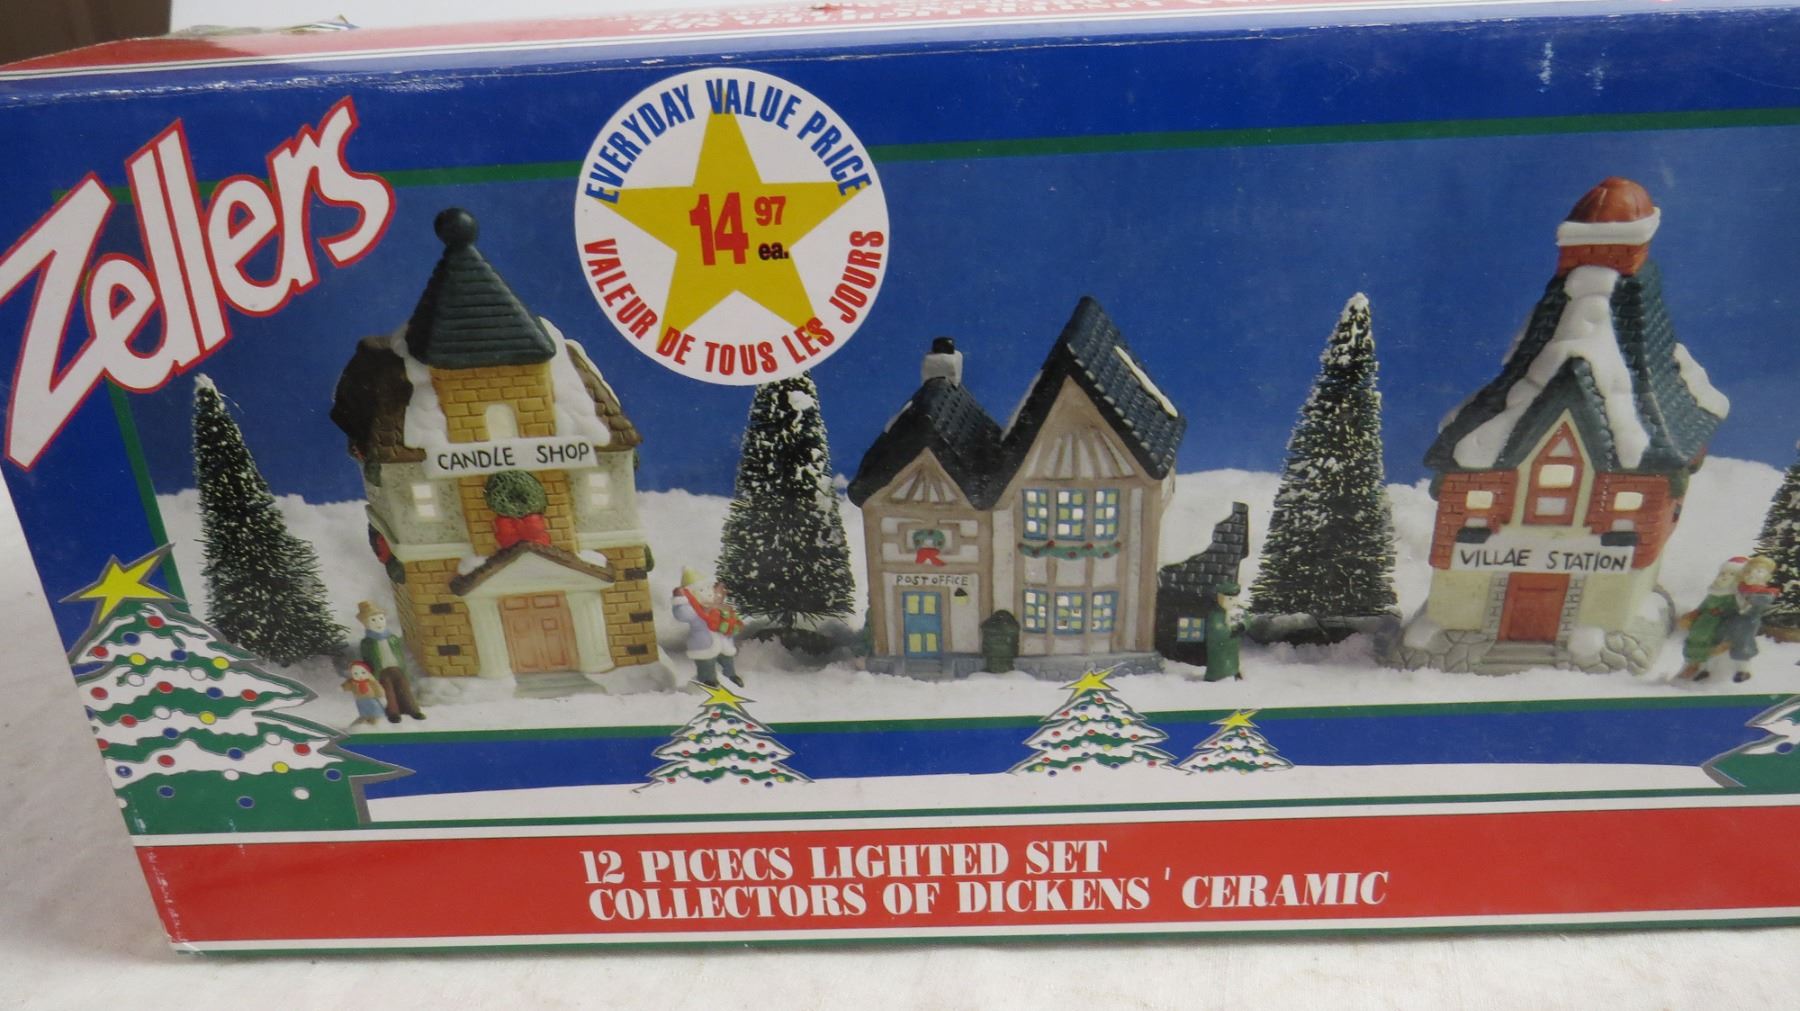 Zellers
EVERYDAY VALUE PRICE
14 97
ea.
VALEUR DE TOUS LES JOURS
CANDLE SHOP
POST OFFICE
VILLAE STATION
12 PICECS LIGHTED SET
COLLECTORS OF DICKENS ' CERAMIC